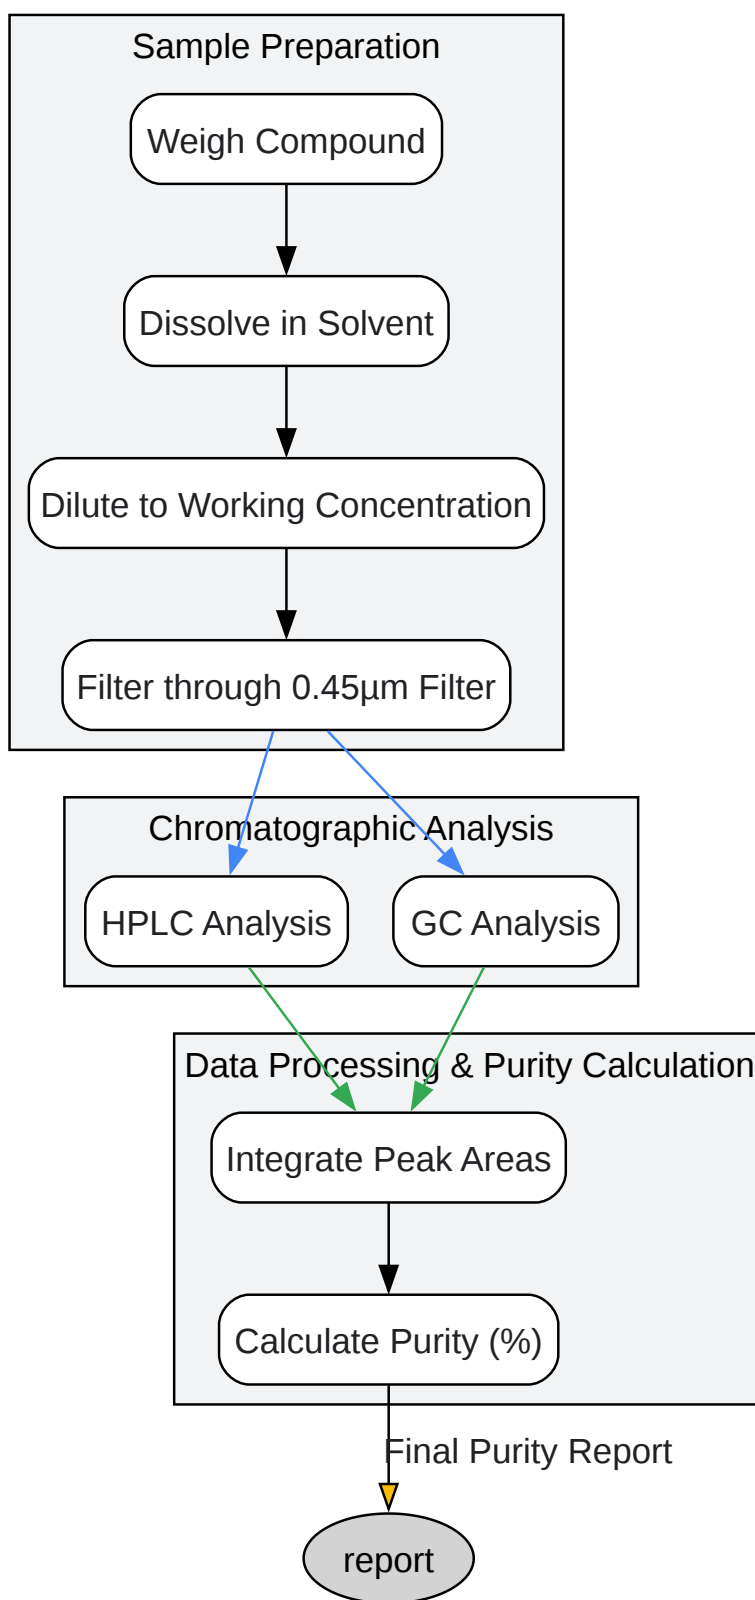 Sample Preparation
Weigh Compound
Dissolve in Solvent
Dilute to Working Concentration
Filter through 0.45µm Filter
Chromatographic Analysis
HPLC Analysis
GC Analysis
Data Processing & Purity Calculation
Integrate Peak Areas
Calculate Purity (%)
Final Purity Report
report